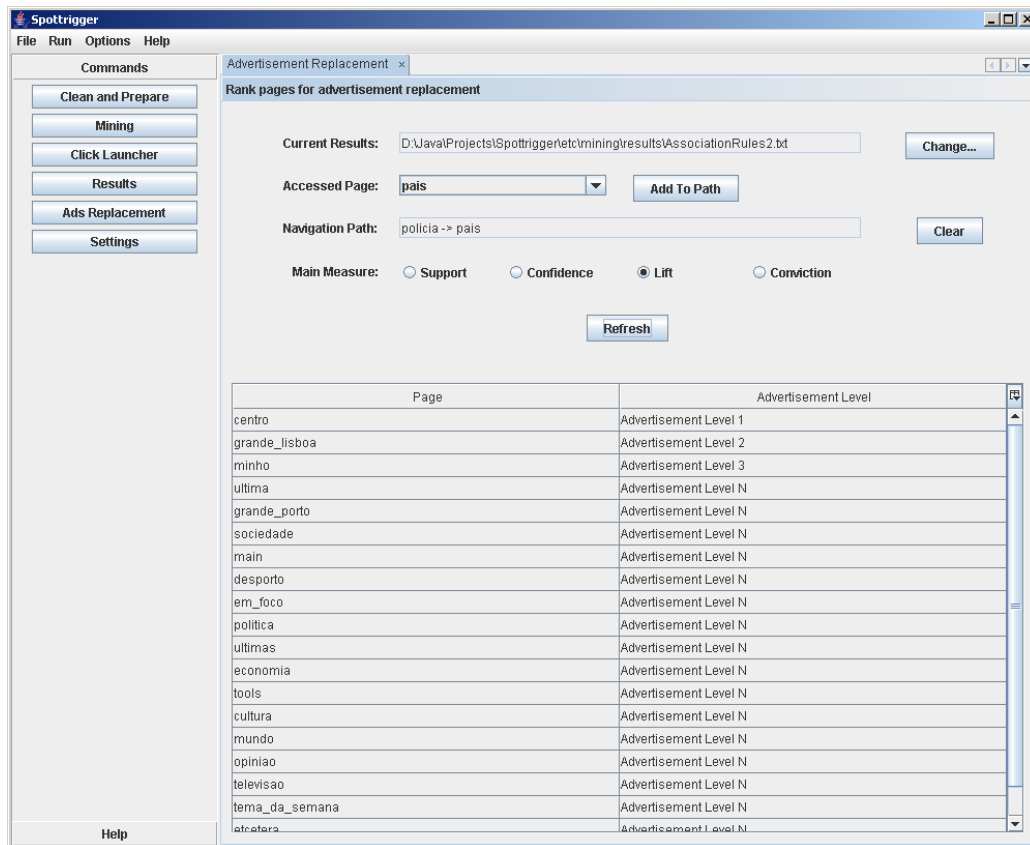 Spottrigger
File Run Options Help
Commands
Clean and Prepare
Mining
Click Launcher
Results
Ads Replacement
Settings
Help
Advertisement Replacement ×
Rank pages for advertisement replacement
Current Results: D:\Java\Projects\Spottrigger\etc\mining\results\AssociationRules2.txt Change...
Accessed Page: pais Add To Path
Navigation Path: policia -> pais Clear
Main Measure: Support Confidence Lift Conviction
Refresh
Page Advertisement Level
centro Advertisement Level 1
grande_lisboa Advertisement Level 2
minho Advertisement Level 3
ultima Advertisement Level N
grande_porto Advertisement Level N
sociedade Advertisement Level N
main Advertisement Level N
desporto Advertisement Level N
em_foco Advertisement Level N
politica Advertisement Level N
ultimas Advertisement Level N
economia Advertisement Level N
tools Advertisement Level N
cultura Advertisement Level N
mundo Advertisement Level N
opiniao Advertisement Level N
televisao Advertisement Level N
tema_da_semana Advertisement Level N
etcetera Advertisement Level N